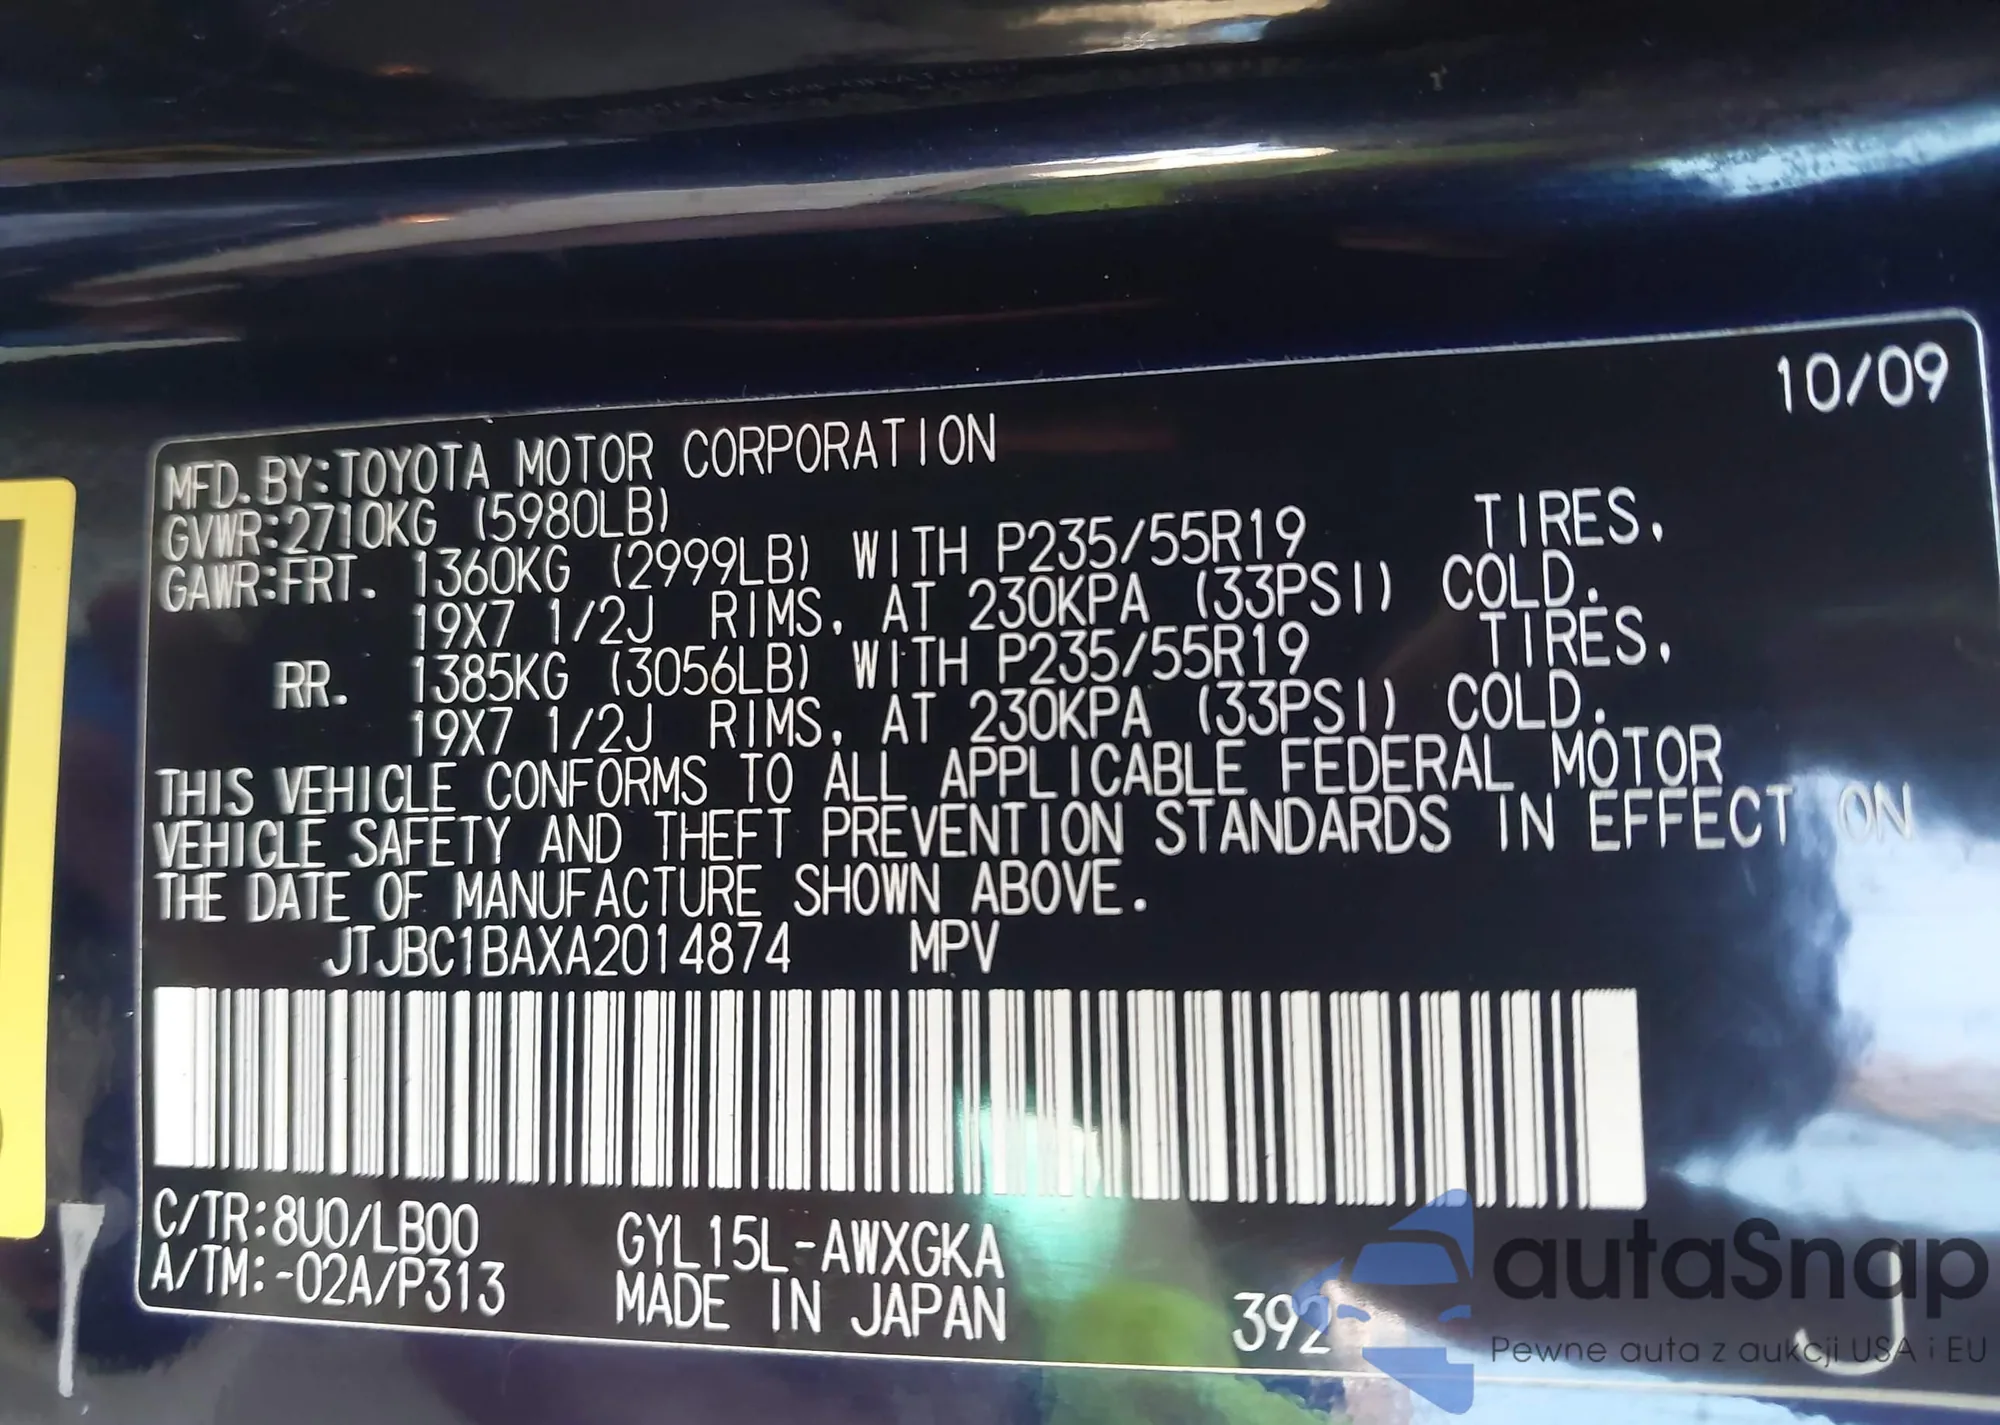 10/09
MFD.BY:TOYOTA MOTOR CORPORATION
GVWR:2710KG (5980LB)
GAWR:FRT. 1360KG (2999LB) WITH P235/55R19 TIRES,
19X7 1/2J RIMS, AT 230KPA (33PSI) COLD.
RR. 1385KG (3056LB) WITH P235/55R19 TIRES,
19X7 1/2J RIMS, AT 230KPA (33PSI) COLD.
THIS VEHICLE CONFORMS TO ALL APPLICABLE FEDERAL MOTOR
VEHICLE SAFETY AND THEFT PREVENTION STANDARDS IN EFFECT ON
THE DATE OF MANUFACTURE SHOWN ABOVE.
JTJBC1BAXA2014874 MPV
C/TR:8U0/LB00 GYL15L-AWXGKA
A/TM:-02A/P313 MADE IN JAPAN 392 J
autaSnap
Pewne auta z aukcji USA i EU